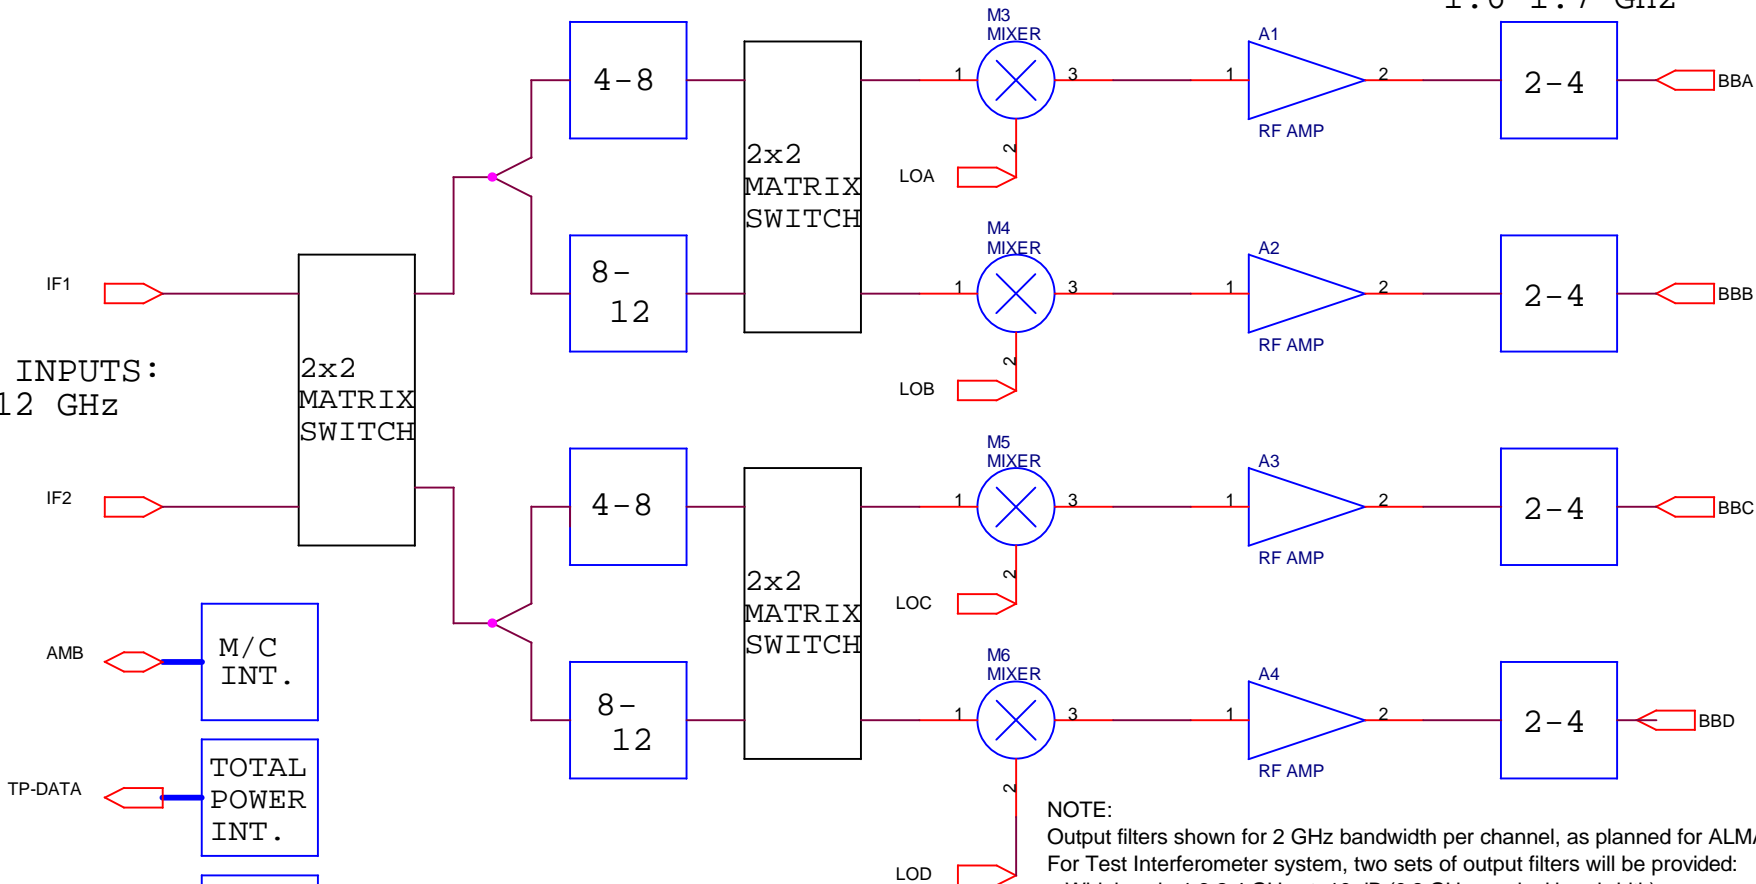 M3
MIXER
A1
4-8
1
3
1
2
2-4
BBA
RF AMP
2x2
MATRIX
SWITCH
2
LOA
M4
MIXER
A2
8-
12
IF1
1
3
1
2
2-4
BBB
RF AMP
INPUTS:
12 GHz
2x2
MATRIX
SWITCH
2
LOB
M5
MIXER
A3
IF2
4-8
1
3
1
2
2-4
BBC
RF AMP
2x2
MATRIX
SWITCH
2
LOC
AMB
M/C
INT.
M6
MIXER
A4
8-
12
1
3
1
2
2-4
BBD
RF AMP
TP-DATA
TOTAL
POWER
INT.
2
LOD
NOTE:
Output filters shown for 2 GHz bandwidth per channel, as planned for ALMA
For Test Interferometer system, two sets of output filters will be provided: